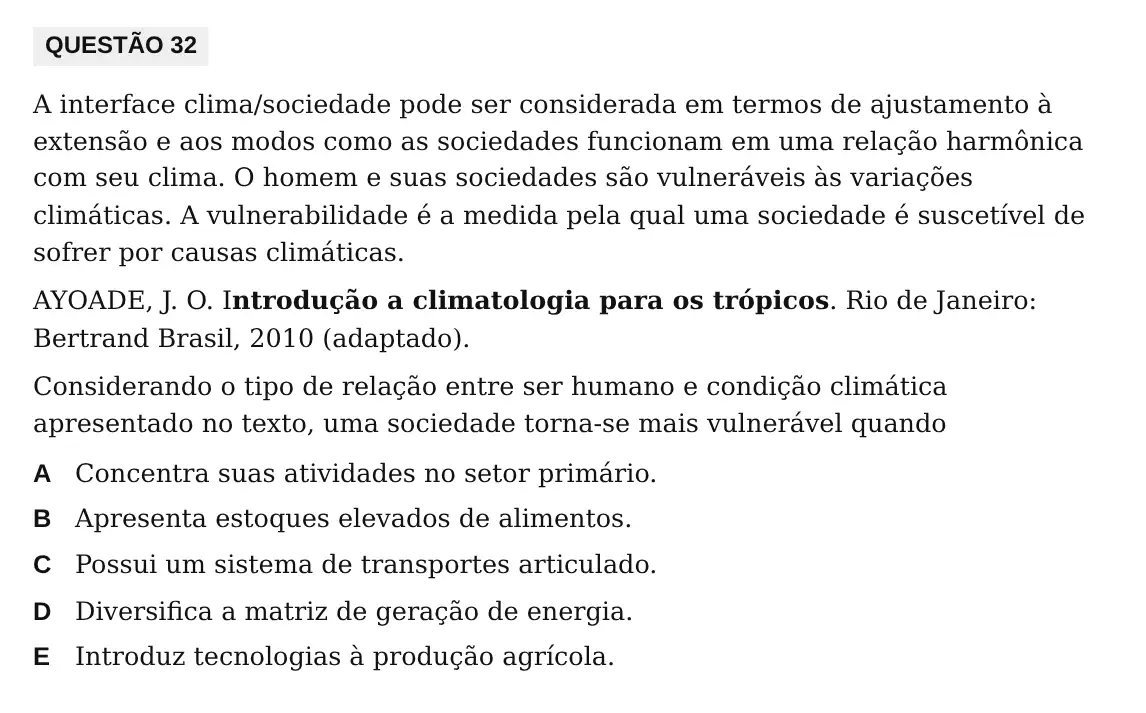 QUESTÃO 32
A interface clima/sociedade pode ser considerada em termos de ajustamento à
extensão e aos modos como as sociedades funcionam em uma relação harmônica
com seu clima. O homem e suas sociedades são vulneráveis às variações
climáticas. A vulnerabilidade é a medida pela qual uma sociedade é suscetível de
sofrer por causas climáticas.
AYOADE, J. O. Introdução a climatologia para os trópicos. Rio de Janeiro:
Bertrand Brasil, 2010 (adaptado).
Considerando o tipo de relação entre ser humano e condição climática
apresentado no texto, uma sociedade torna-se mais vulnerável quando
A Concentra suas atividades no setor primário.
B Apresenta estoques elevados de alimentos.
C Possui um sistema de transportes articulado.
D Diversifica a matriz de geração de energia.
E Introduz tecnologias à produção agrícola.